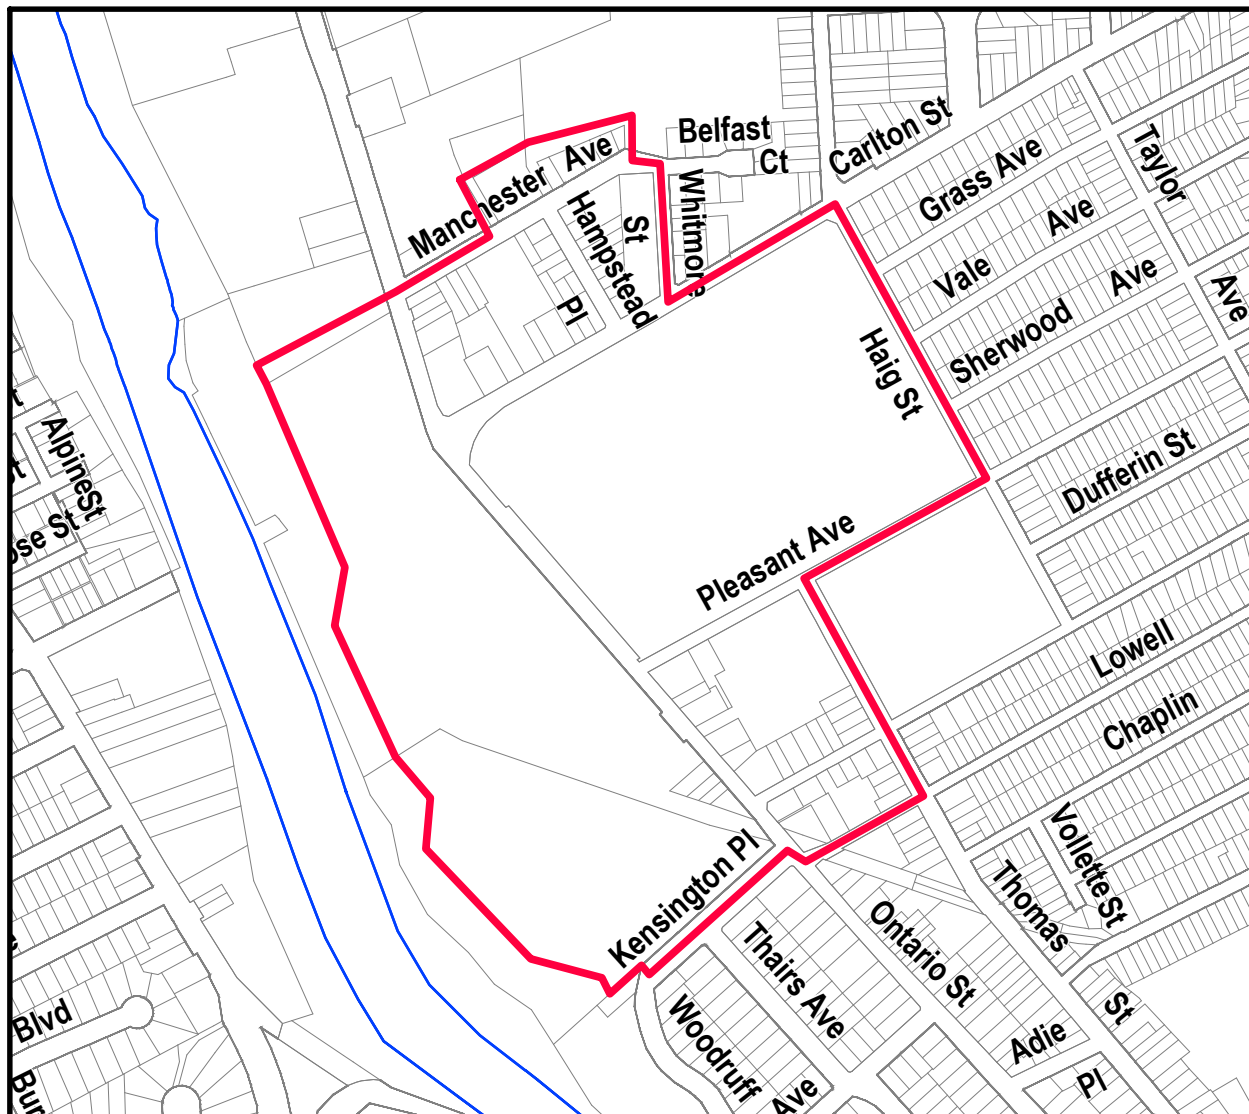 Belfast
Ct
Carlton St
Manchester Ave
Grass Ave
Taylor
Ave
Whitmore
St
Hampstead
Pl
Vale Ave
Sherwood Ave
Haig St
Alpine St
Dufferin St
Pleasant Ave
Lowell
Chaplin
Vollette St
Kensington Pl
Thomas
St
Ontario St
Thairs Ave
Woodruff
Ave
Adie
Pl
Blvd